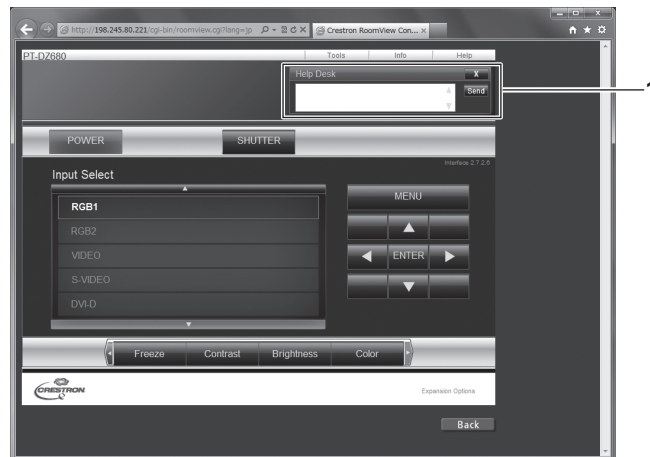 http://198.245.80.221/cgi-bin/roomview.cgi?lang=jp
Crestron RoomView Con...
PT-DZ680
Tools Info Help
Help Desk X
Send
1
POWER SHUTTER
Interface 2.7.2.6
Input Select
RGB1
RGB2
VIDEO
S-VIDEO
DVI-D
MENU
ENTER
Freeze Contrast Brightness Color
CRESTRON
Expansion Options
Back